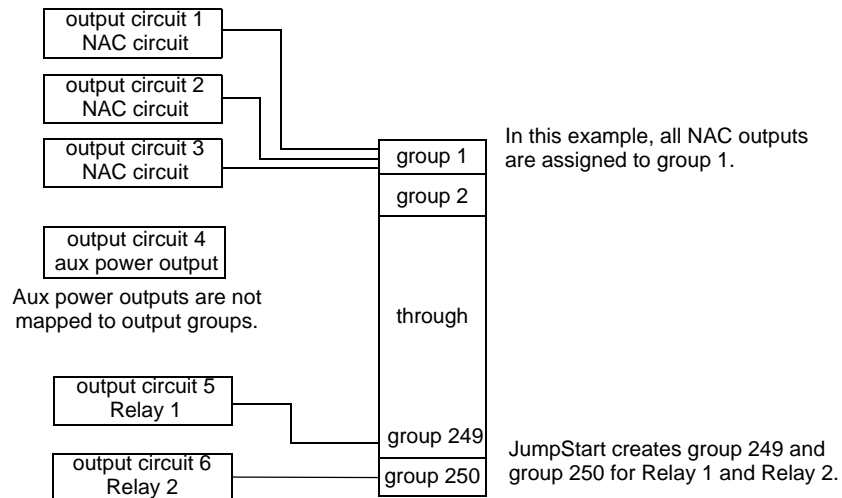 output circuit 1
NAC circuit
output circuit 2
NAC circuit
output circuit 3
NAC circuit
group 1
In this example, all NAC outputs
are assigned to group 1.
group 2
output circuit 4
aux power output
Aux power outputs are not
mapped to output groups.
through
output circuit 5
Relay 1
group 249
JumpStart creates group 249 and
group 250 for Relay 1 and Relay 2.
output circuit 6
Relay 2
group 250